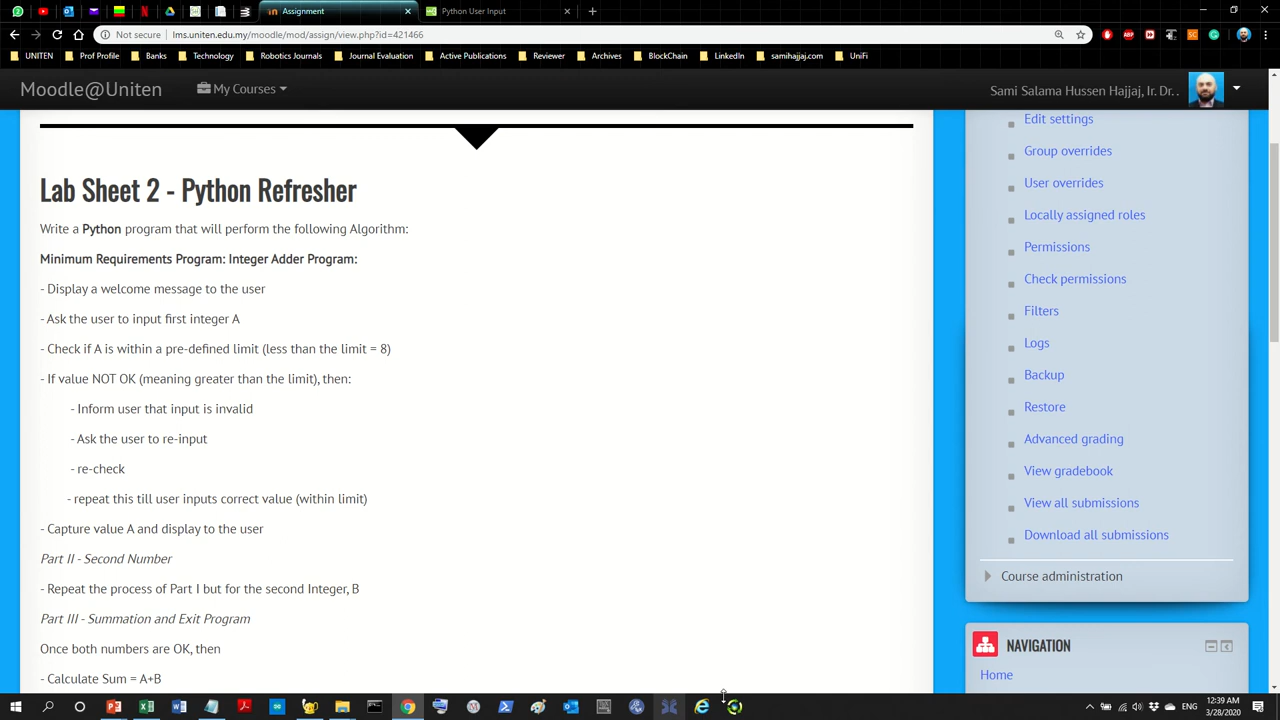 Assignment
Python User Input
Not secure
lms.uniten.edu.my/moodle/mod/assign/view.php?id=421466
UNITEN
Prof Profile
Banks
Technology
Robotics Journals
Journal Evaluation
Active Publications
Reviewer
Archives
BlockChain
LinkedIn
samihajjaj.com
UniFi
Moodle@Uniten
My Courses
Sami Salama Hussen Hajjaj, Ir. Dr. .
Lab Sheet 2 - Python Refresher
Write a Python program that will perform the following Algorithm:
Minimum Requirements Program: Integer Adder Program:
- Display a welcome message to the user
- Ask the user to input first integer A
- Check if A is within a pre-defined limit (less than the limit = 8)
- If value NOT OK (meaning greater than the limit), then:
- Inform user that input is invalid
- Ask the user to re-input
- re-check
- repeat this till user inputs correct value (within limit)
- Capture value A and display to the user
Part II - Second Number
- Repeat the process of Part I but for the second Integer, B
Part III - Summation and Exit Program
Once both numbers are OK, then
- Calculate Sum = A+B
Edit settings
Group overrides
User overrides
Locally assigned roles
Permissions
Check permissions
Filters
Logs
Backup
Restore
Advanced grading
View gradebook
View all submissions
Download all submissions
Course administration
NAVIGATION
Home
ENG
12:39 AM
3/28/2020